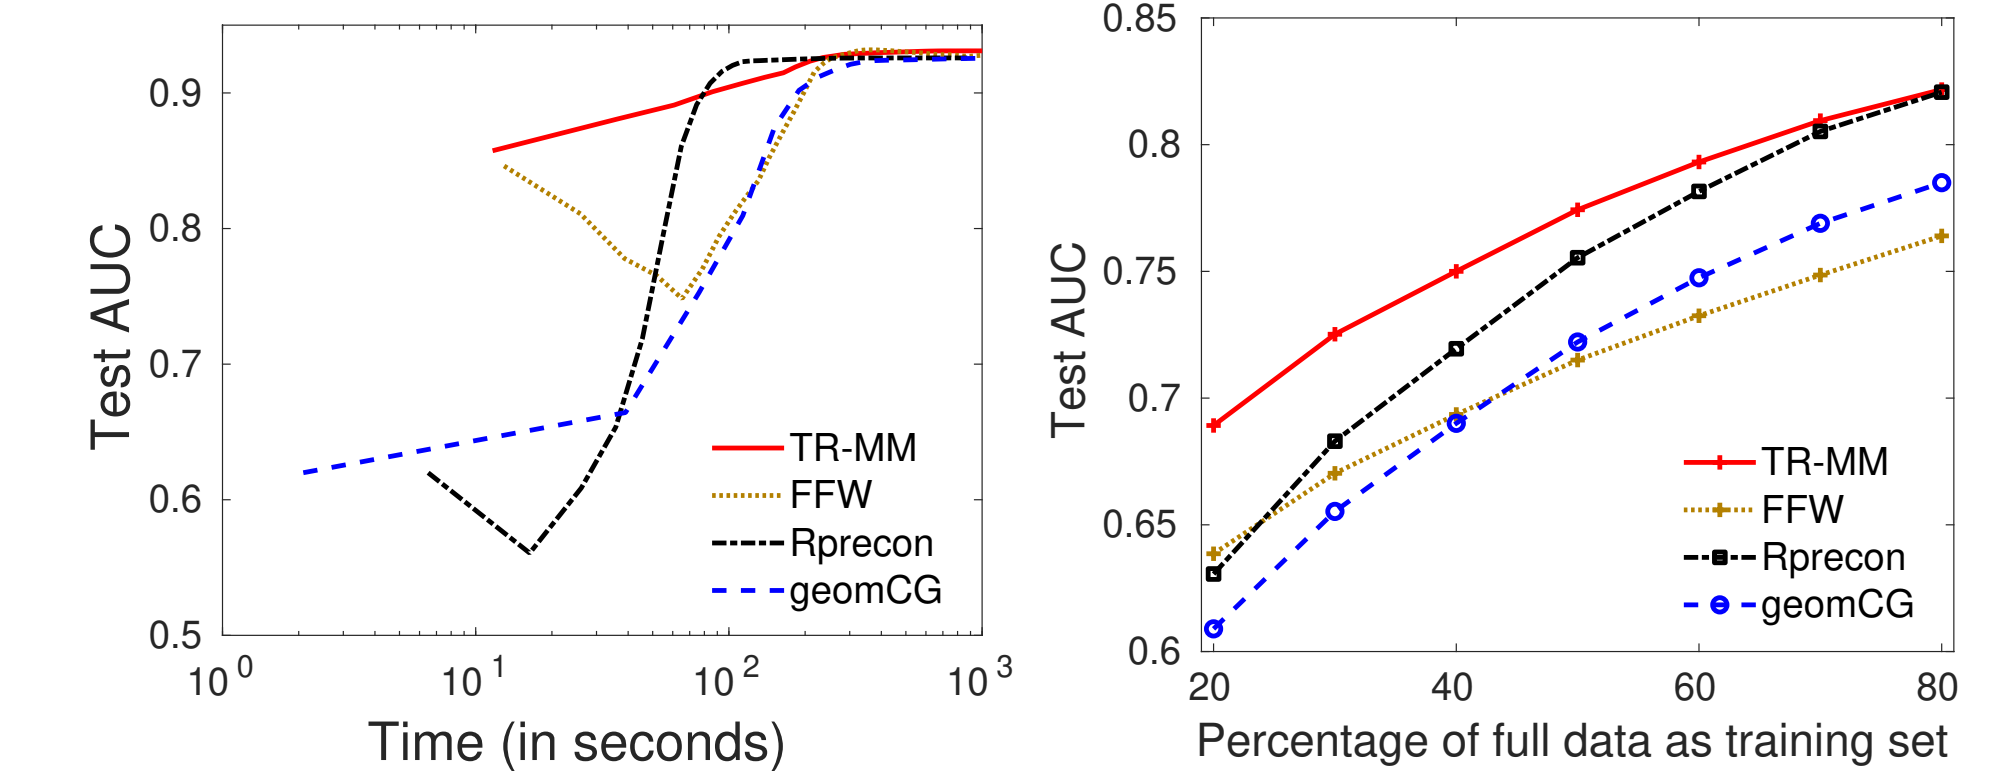 Test AUC
0.9
0.8
0.7
0.6
0.5
TR-MM
FFW
Rprecon
geomCG
10^0 10^1 10^2 10^3
Time (in seconds)
Test AUC
0.85
0.8
0.75
0.7
0.65
0.6
TR-MM
FFW
Rprecon
geomCG
20 40 60 80
Percentage of full data as training set